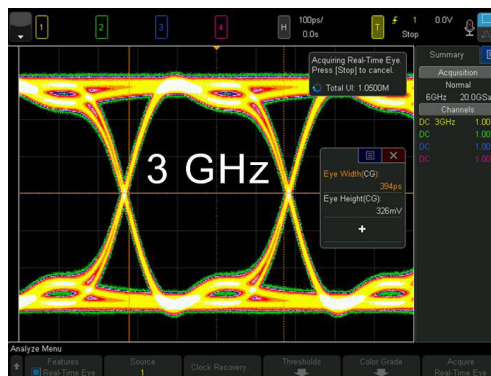 1 2 3 4 H 100ps/ 0.0s T 1 Stop 0.0V
Acquiring Real-Time Eye.
Press [Stop] to cancel.
Total UI: 1.0500M
Summary
Acquisition
Normal
6GHz 20.0GSa
Channels
DC 3GHz 1.00
DC 1.00
DC 1.00
DC 1.00
3 GHz
Eye Width(CG):
394ps
Eye Height(CG):
326mV
Analyze Menu
Features
Real-Time Eye
Source
1
Clock Recovery...
Thresholds
Color Grade
Acquire
Real-Time Eye